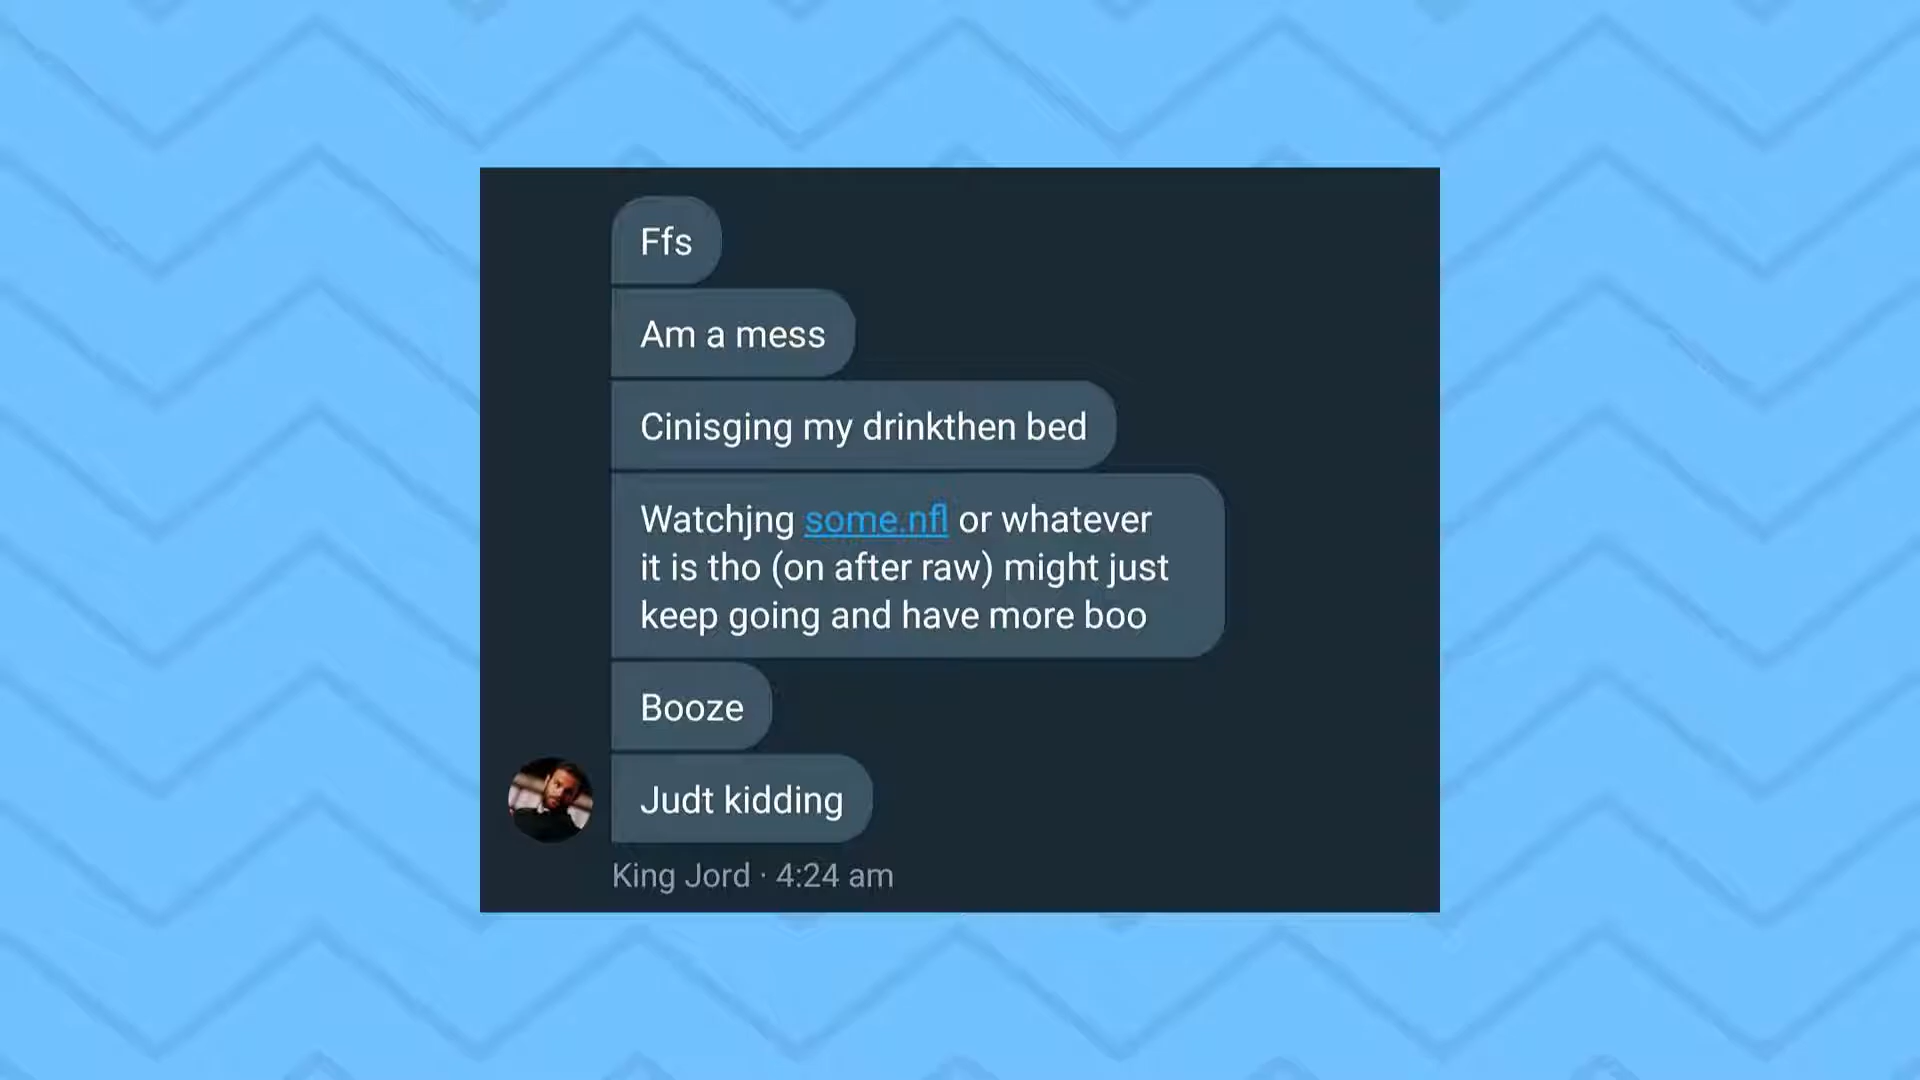 Ffs
Am a mess
Cinisging my drinkthen bed
Watchjng some.nfl or whatever
it is tho (on after raw) might just
keep going and have more boo
Booze
Judt kidding
King Jord · 4:24 am